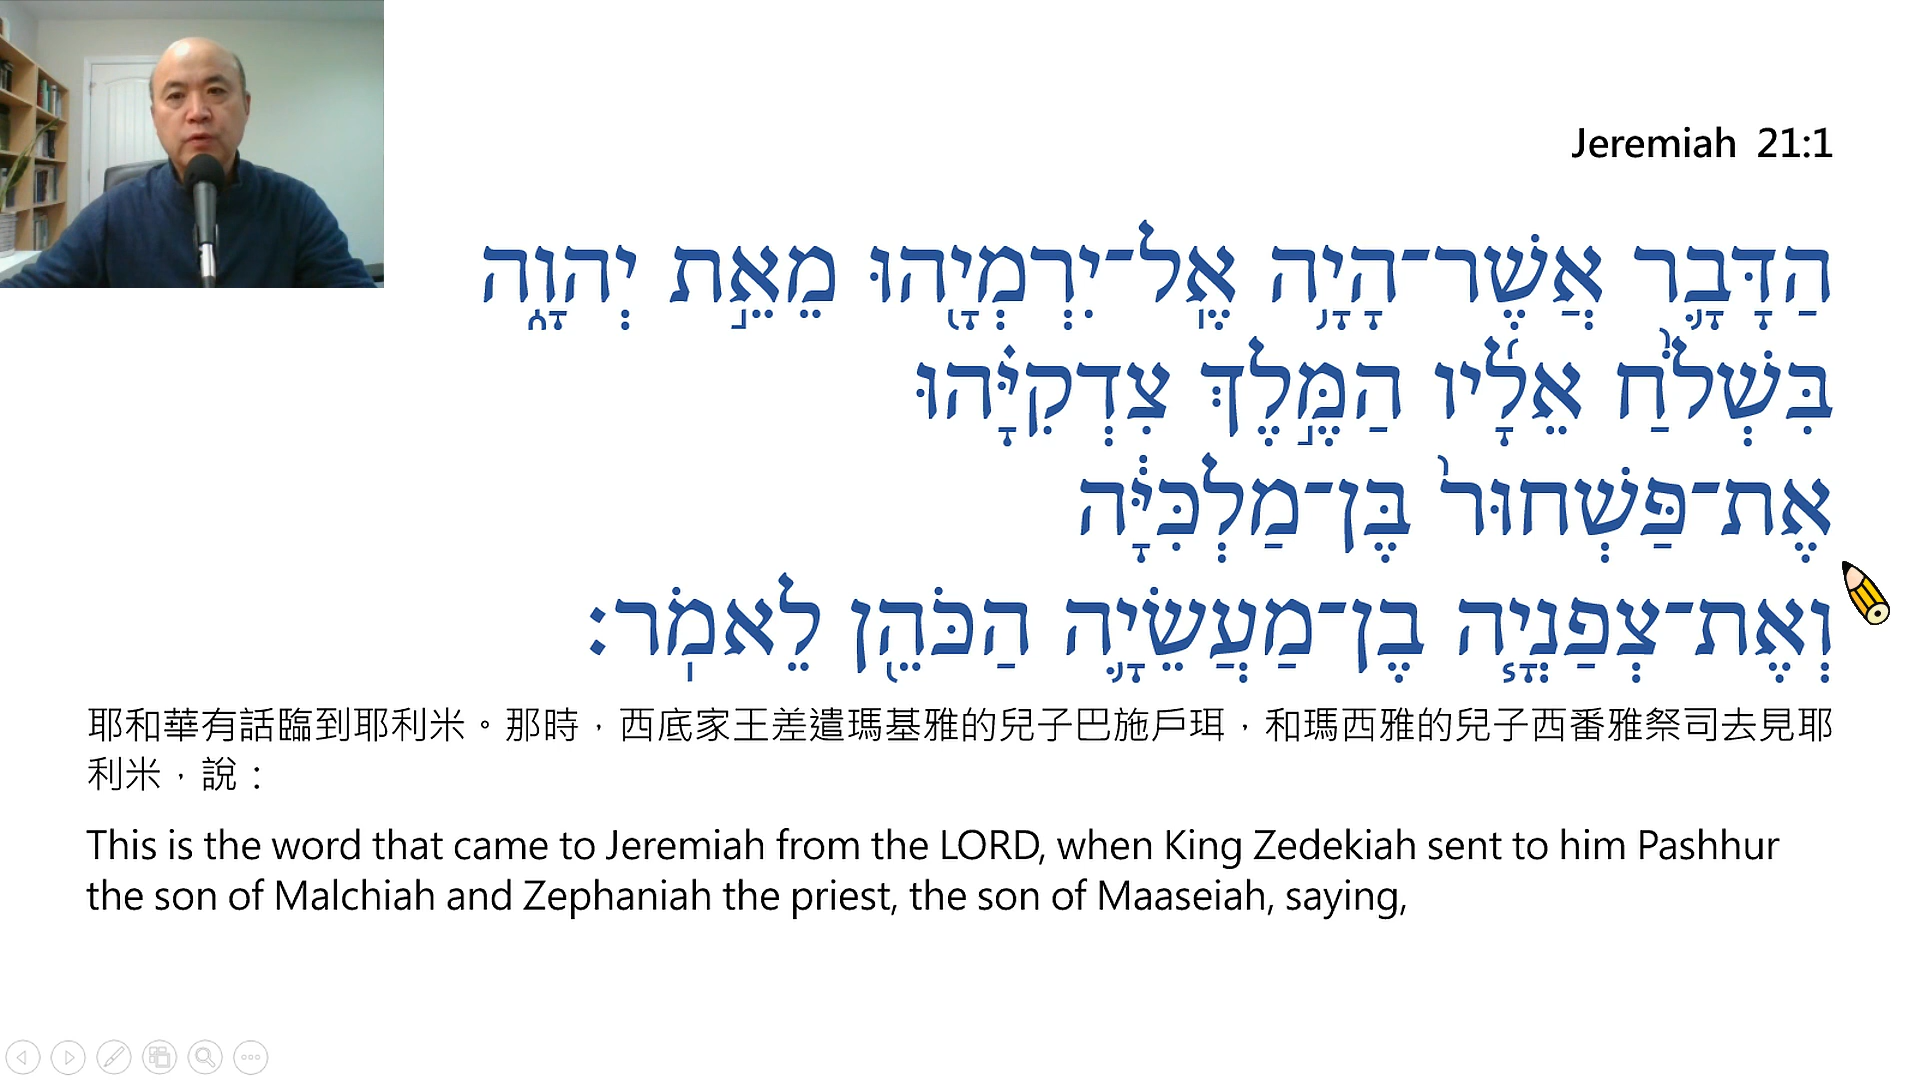 Jeremiah 21:1
הַדָּבָ֛ר אֲשֶׁר־הָיָ֥ה אֶֽל־יִרְמְיָ֖הוּ מֵאֵ֣ת יְהוָ֑ה
בִּשְׁלֹ֨חַ אֵלָ֜יו הַמֶּ֣לֶךְ צִדְקִיָּ֗הוּ
אֶת־פַּשְׁחוּר֙ בֶּן־מַלְכִּיָּ֔ה
וְאֶת־צְפַנְיָ֧ה בֶן־מַעֲשֵׂיָ֛ה הַכֹּהֵ֖ן לֵאמֹֽר׃
耶和華有話臨到耶利米。那時，西底家王差遣瑪基雅的兒子巴施戶珥，和瑪西雅的兒子西番雅祭司去見耶
利米，說：
This is the word that came to Jeremiah from the LORD, when King Zedekiah sent to him Pashhur
the son of Malchiah and Zephaniah the priest, the son of Maaseiah, saying,